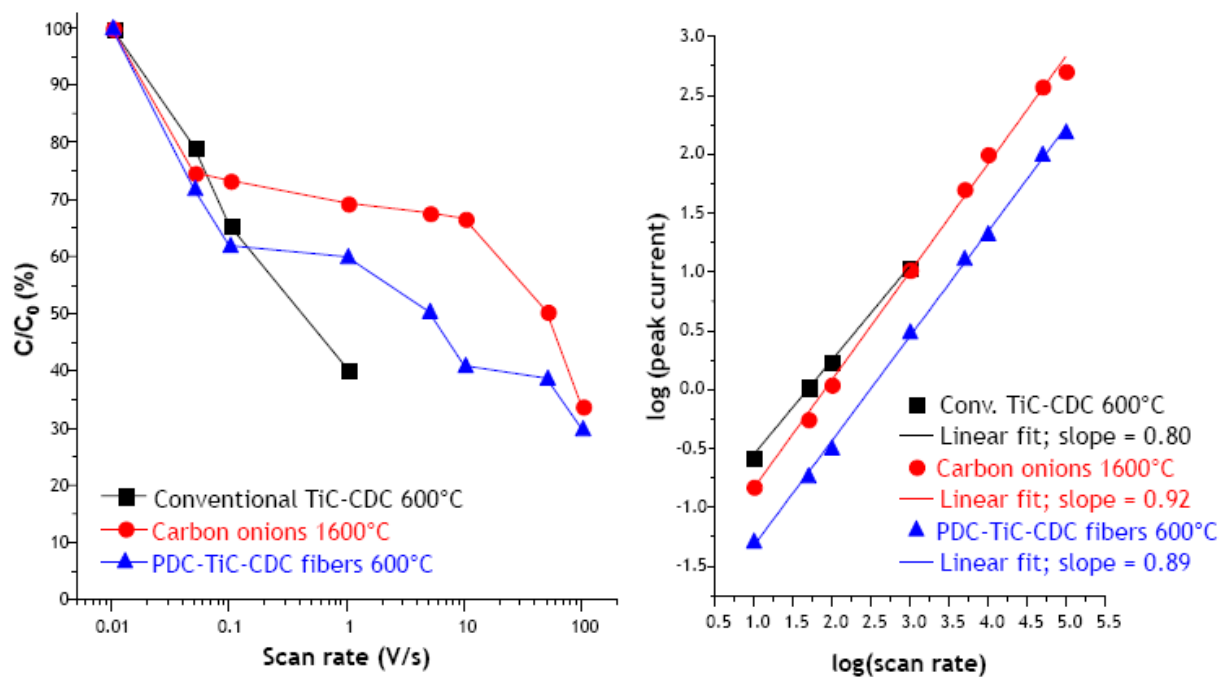 100
90
80
70
60
50
40
30
20
10
0
C/C₀ (%)
Conventional TiC-CDC 600°C
Carbon onions 1600°C
PDC-TiC-CDC fibers 600°C
0.01
0.1
1
10
100
Scan rate (V/s)
3.0
2.5
2.0
1.5
1.0
0.5
0.0
-0.5
-1.0
-1.5
log (peak current)
Conv. TiC-CDC 600°C
Linear fit; slope = 0.80
Carbon onions 1600°C
Linear fit; slope = 0.92
PDC-TiC-CDC fibers 600°C
Linear fit; slope = 0.89
0.5 1.0 1.5 2.0 2.5 3.0 3.5 4.0 4.5 5.0 5.5
log(scan rate)